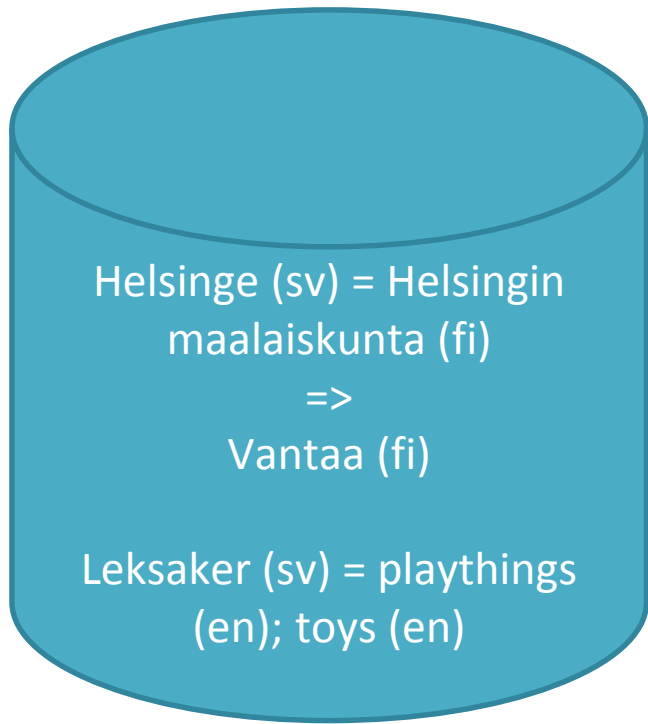 Helsinge (sv) = Helsingin
maalaiskunta (fi)
=>
Vantaa (fi)
Leksaker (sv) = playthings
(en); toys (en)